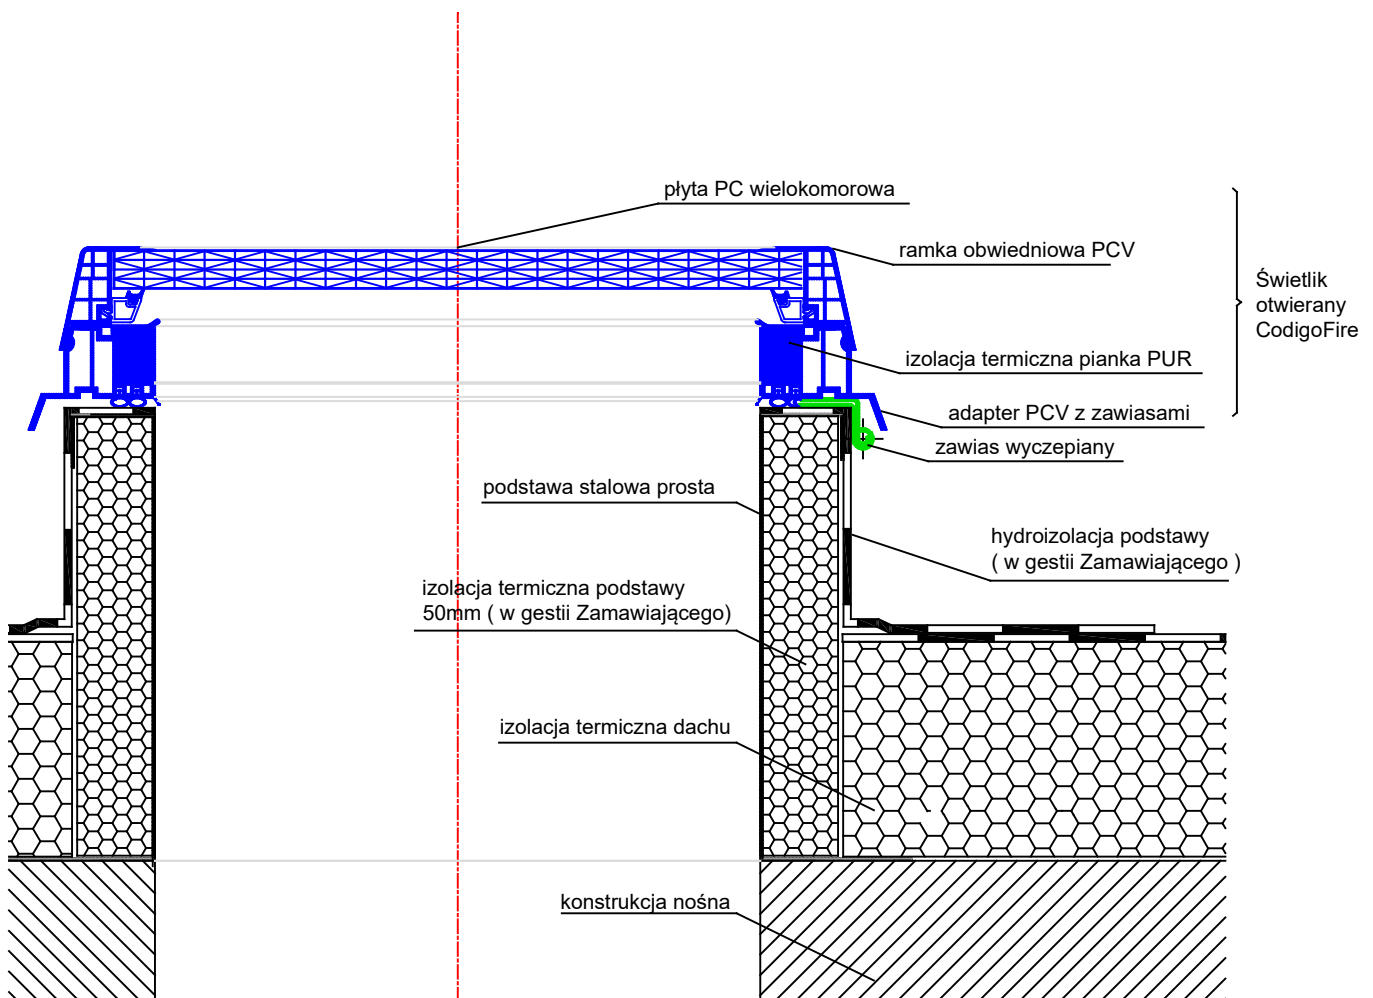 płyta PC wielokomorowa
ramka obwiedniowa PCV
Świetlik
otwierany
CodigoFire
izolacja termiczna pianka PUR
adapter PCV z zawiasami
zawias wyczepiany
podstawa stalowa prosta
hydroizolacja podstawy
( w gestii Zamawiającego )
izolacja termiczna podstawy
50mm ( w gestii Zamawiającego)
izolacja termiczna dachu
konstrukcja nośna